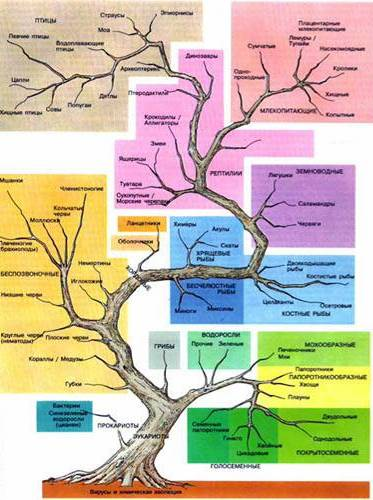 ПТИЦЫ
Страусы
Эпиорнисы
Моа
Певчие птицы
Водоплавающие
птицы
Археоптерикс
Цапли
Дятлы
Попугаи
Совы
Хищные птицы
Плацентарные
млекопитающие
Лемуры /
Тупайи
Сумчатые
Насекомоядные
Одно-
проходные
Кролики
Хищные
МЛЕКОПИТАЮЩИЕ
Копытные
Динозавры
Птеродактили
Крокодилы /
Аллигаторы
Змеи
Ящерицы
РЕПТИЛИИ
Туатара
Сухопутные /
Морские черепахи
ЗЕМНОВОДНЫЕ
Лягушки
Саламандры
Червяги
Мшанки
Членистоногие
Кольчатые
черви
Моллюски
Плеченогие
(брахиоподы)
БЕСПОЗВОНОЧНЫЕ
Немертины
Иглокожие
Низшие черви
Круглые черви
(нематоды)
Плоские черви
Кораллы / Медузы
Губки
Ланцетники
Оболочники
Химеры
Акулы
Скаты
ХРЯЩЕВЫЕ
РЫБЫ
Двоякодышащие
рыбы
Костистые рыбы
БЕСЧЕЛЮСТНЫЕ
РЫБЫ
Целаканты
Осетровые
Миноги
Миксины
КОСТНЫЕ РЫБЫ
ГРИБЫ
ВОДОРОСЛИ
Прочие
Зеленые
МОХООБРАЗНЫЕ
Печеночники
Мхи
Папоротники
ПАПОРОТНИКООБРАЗНЫЕ
Хвощи
Плауны
Бактерии
Синезеленые
водоросли
(цианеи)
ПРОКАРИОТЫ
ЭУКАРИОТЫ
Семенные
папоротники
Гинкго
Хвойные
Цикадовые
ГОЛОСЕМЕННЫЕ
Двудольные
Однодольные
ПОКРЫТОСЕМЕННЫЕ
Вирусы и химическая эволюция